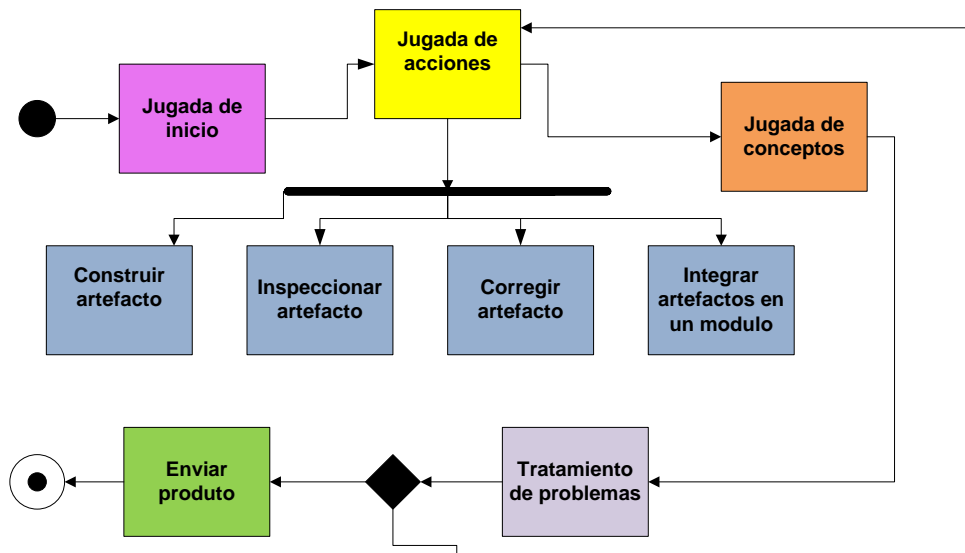 Jugada de
acciones
Jugada de
inicio
Jugada de
conceptos
Construir
artefacto
Inspeccionar
artefacto
Corregir
artefacto
Integrar
artefactos en
un modulo
Enviar
produto
Tratamiento
de problemas